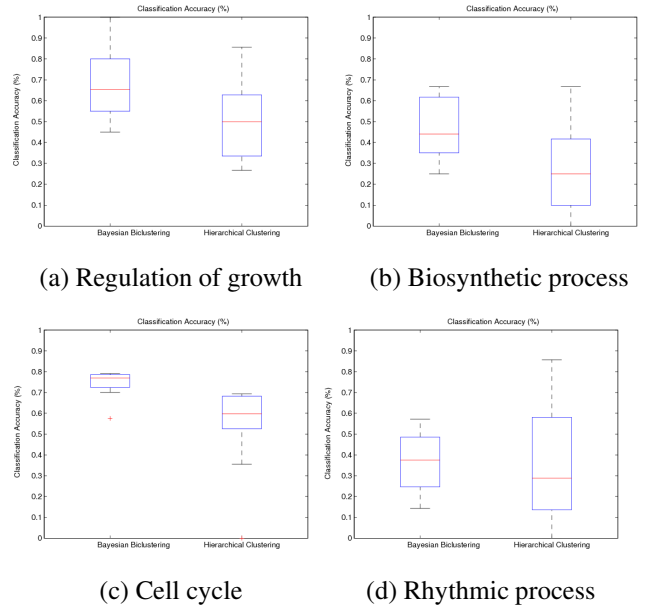 Classification Accuracy (%)
1
0.9
0.8
0.7
0.6
0.5
0.4
0.3
0.2
0.1
0
Classification Accuracy (%)
Bayesian Biclustering
Hierarchical Clustering
(a) Regulation of growth
Classification Accuracy (%)
1
0.9
0.8
0.7
0.6
0.5
0.4
0.3
0.2
0.1
0
Classification Accuracy (%)
Bayesian Biclustering
Hierarchical Clustering
(b) Biosynthetic process
Classification Accuracy (%)
1
0.9
0.8
0.7
0.6
0.5
0.4
0.3
0.2
0.1
0
Classification Accuracy (%)
Bayesian Biclustering
Hierarchical Clustering
(c) Cell cycle
Classification Accuracy (%)
1
0.9
0.8
0.7
0.6
0.5
0.4
0.3
0.2
0.1
0
Classification Accuracy (%)
Bayesian Biclustering
Hierarchical Clustering
(d) Rhythmic process